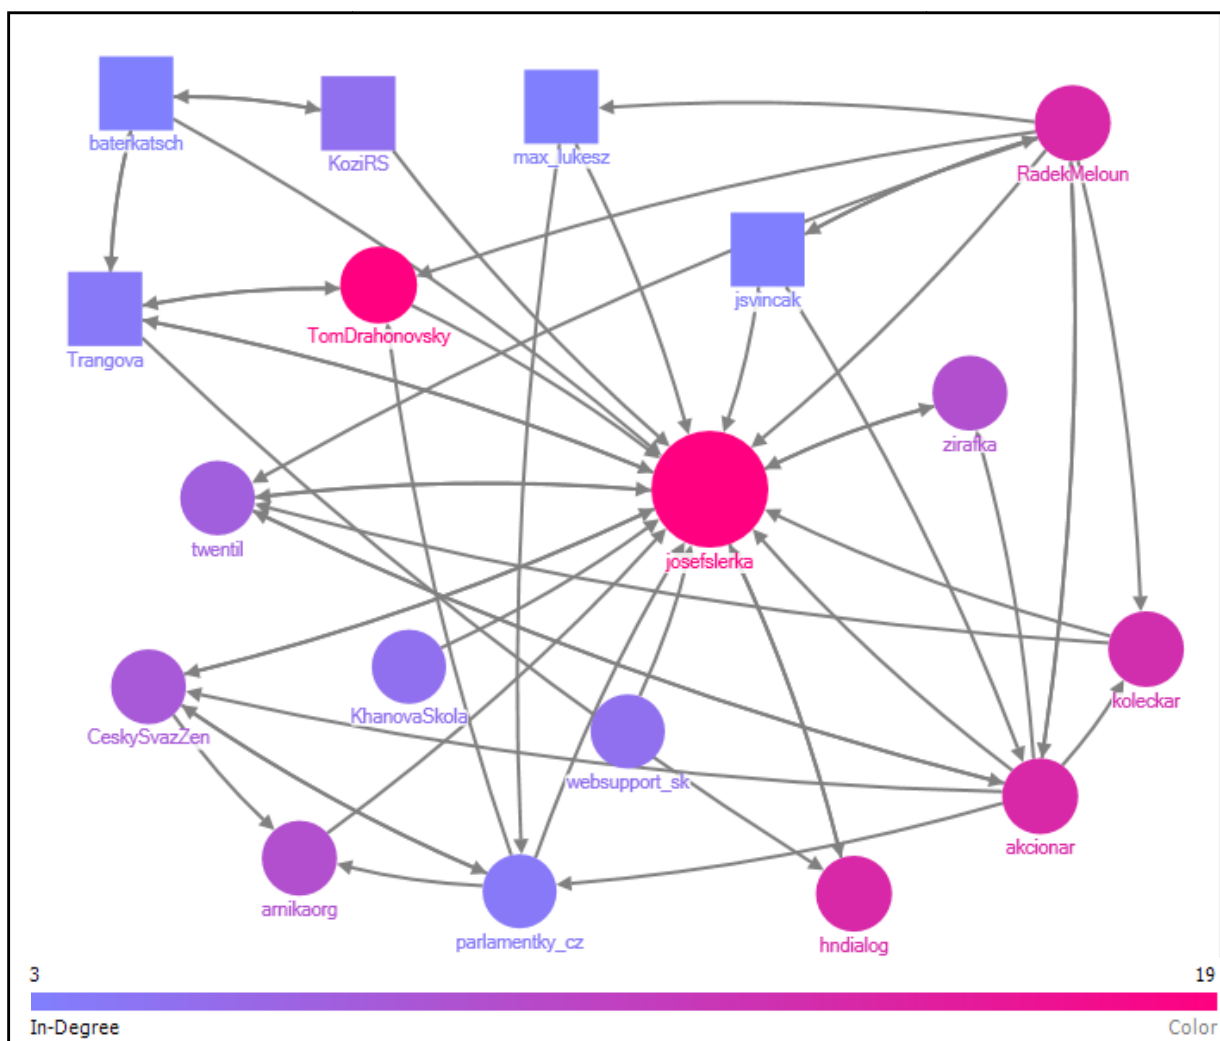 baterkatsch
KoziRS
max_lukesz
RadekMeloun
jsvincak
TomDrahonovsky
Trangova
zirafka
twentil
josefslerka
koleckar
KhanovaSkola
CeskySvazZen
websupport_sk
akcionar
arnikaorg
parlamentky_cz
hndialog
3
19
In-Degree
Color